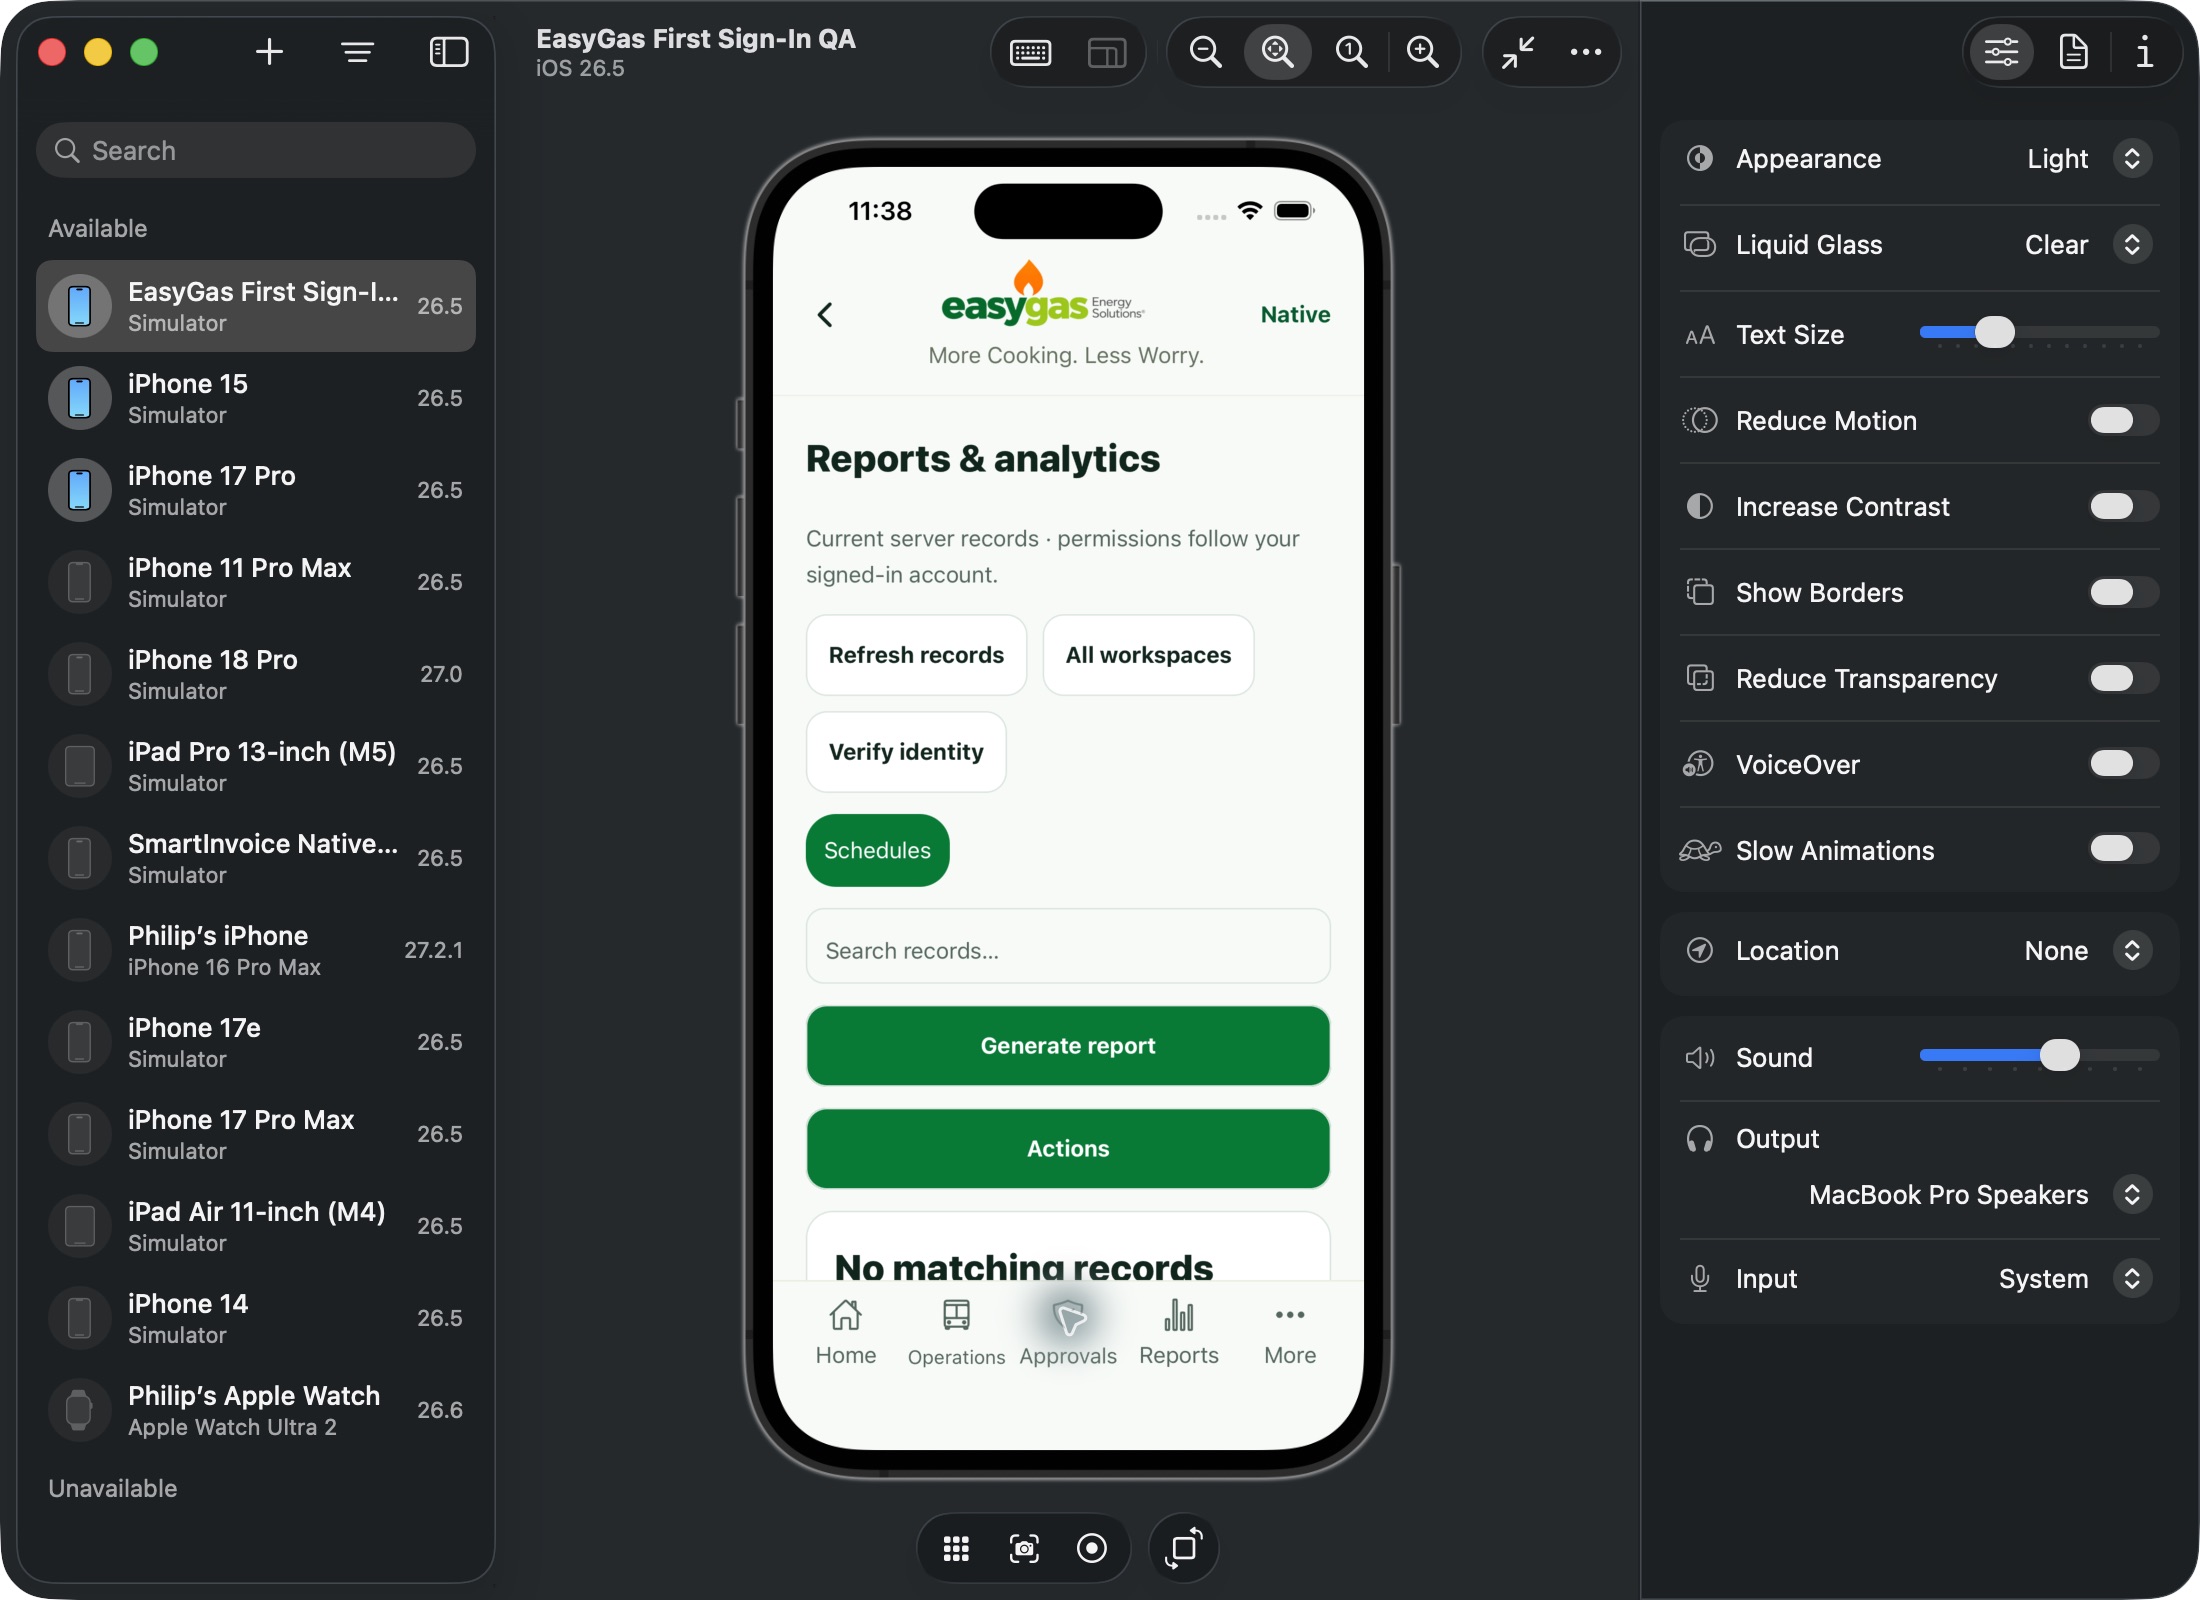 EasyGas First Sign-In QA
iOS 26.5
Search
Available
EasyGas First Sign-I...
Simulator
26.5
iPhone 15
Simulator
26.5
iPhone 17 Pro
Simulator
26.5
iPhone 11 Pro Max
Simulator
26.5
iPhone 18 Pro
Simulator
27.0
iPad Pro 13-inch (M5)
Simulator
26.5
SmartInvoice Native...
Simulator
26.5
Philip’s iPhone
iPhone 16 Pro Max
27.2.1
iPhone 17e
Simulator
26.5
iPhone 17 Pro Max
Simulator
26.5
iPad Air 11-inch (M4)
Simulator
26.5
iPhone 14
Simulator
26.5
Philip’s Apple Watch
Apple Watch Ultra 2
26.6
Unavailable
11:38
easygas Energy Solutions
Native
More Cooking. Less Worry.
Reports & analytics
Current server records · permissions follow your
signed-in account.
Refresh records
All workspaces
Verify identity
Schedules
Search records...
Generate report
Actions
No matching records
Home
Operations
Approvals
Reports
More
Appearance
Light
Liquid Glass
Clear
AA Text Size
Reduce Motion
Increase Contrast
Show Borders
Reduce Transparency
VoiceOver
Slow Animations
Location
None
Sound
Output
MacBook Pro Speakers
Input
System